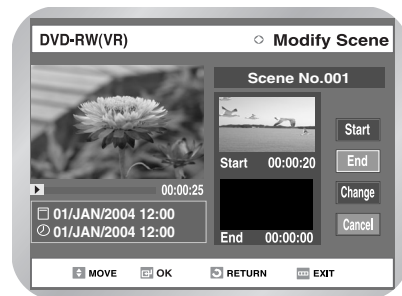 DVD-RW(VR)
Modify Scene
Scene No.001
Start 00:00:20
00:00:25
01/JAN/2004 12:00
01/JAN/2004 12:00
End 00:00:00
Start
End
Change
Cancel
MOVE OK RETURN EXIT